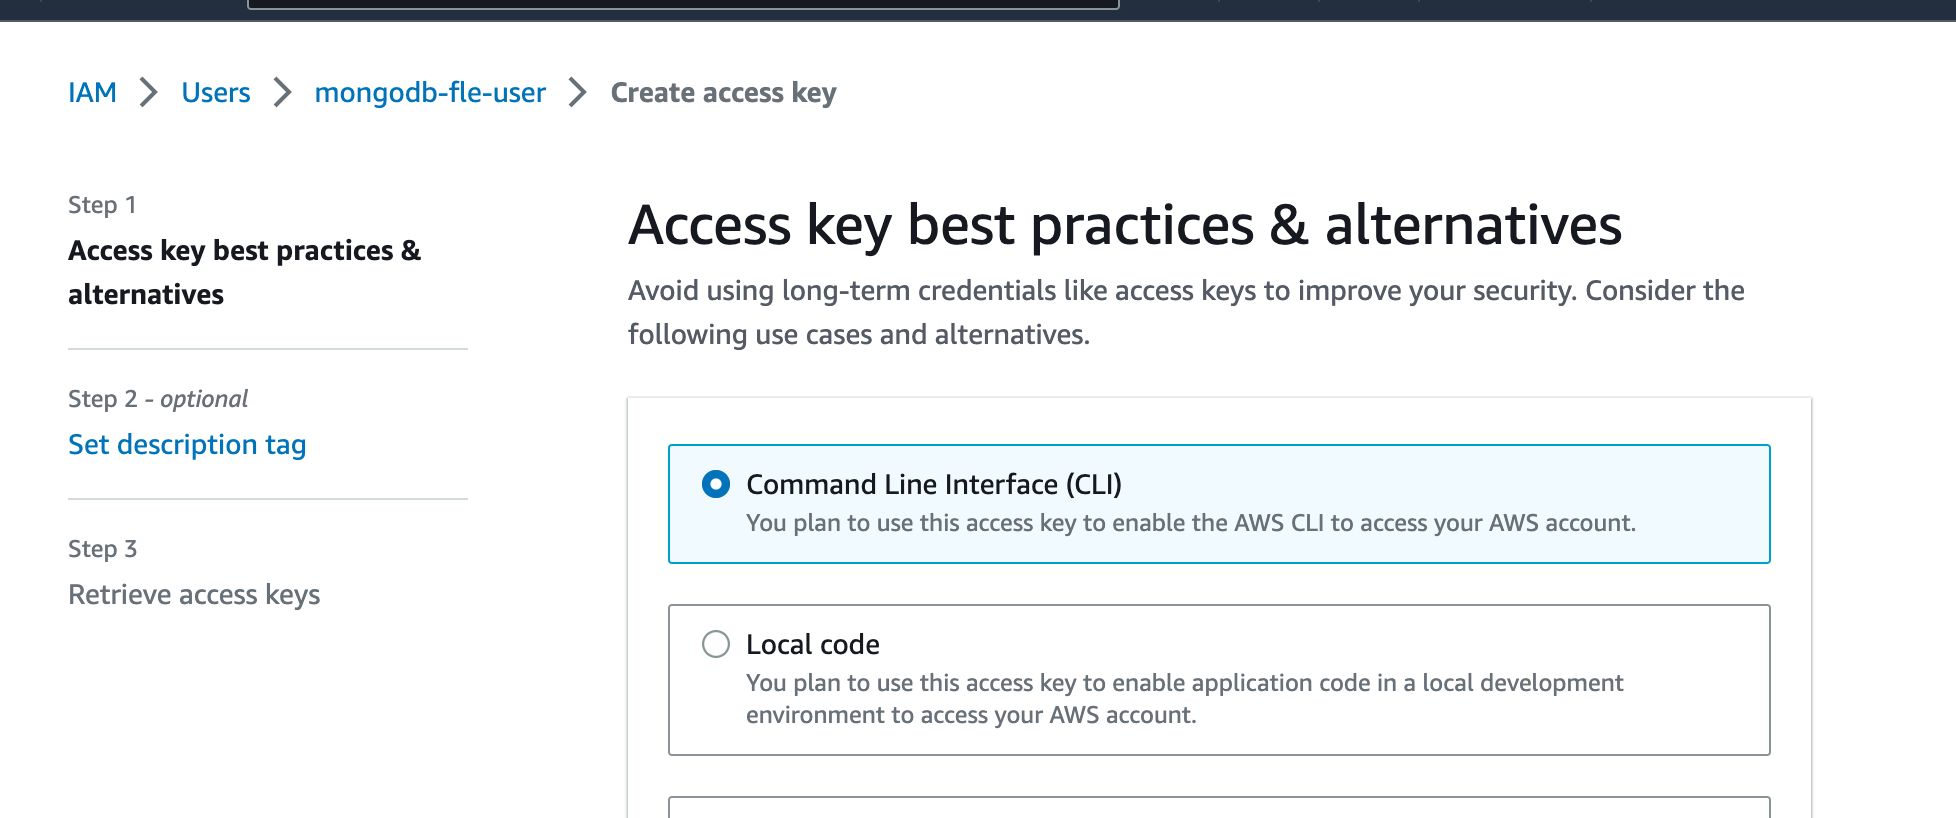 IAM > Users > mongodb-fle-user > Create access key
Step 1
Access key best practices &
alternatives
Step 2 - optional
Set description tag
Step 3
Retrieve access keys
Access key best practices & alternatives
Avoid using long-term credentials like access keys to improve your security. Consider the
following use cases and alternatives.
Command Line Interface (CLI)
You plan to use this access key to enable the AWS CLI to access your AWS account.
Local code
You plan to use this access key to enable application code in a local development
environment to access your AWS account.